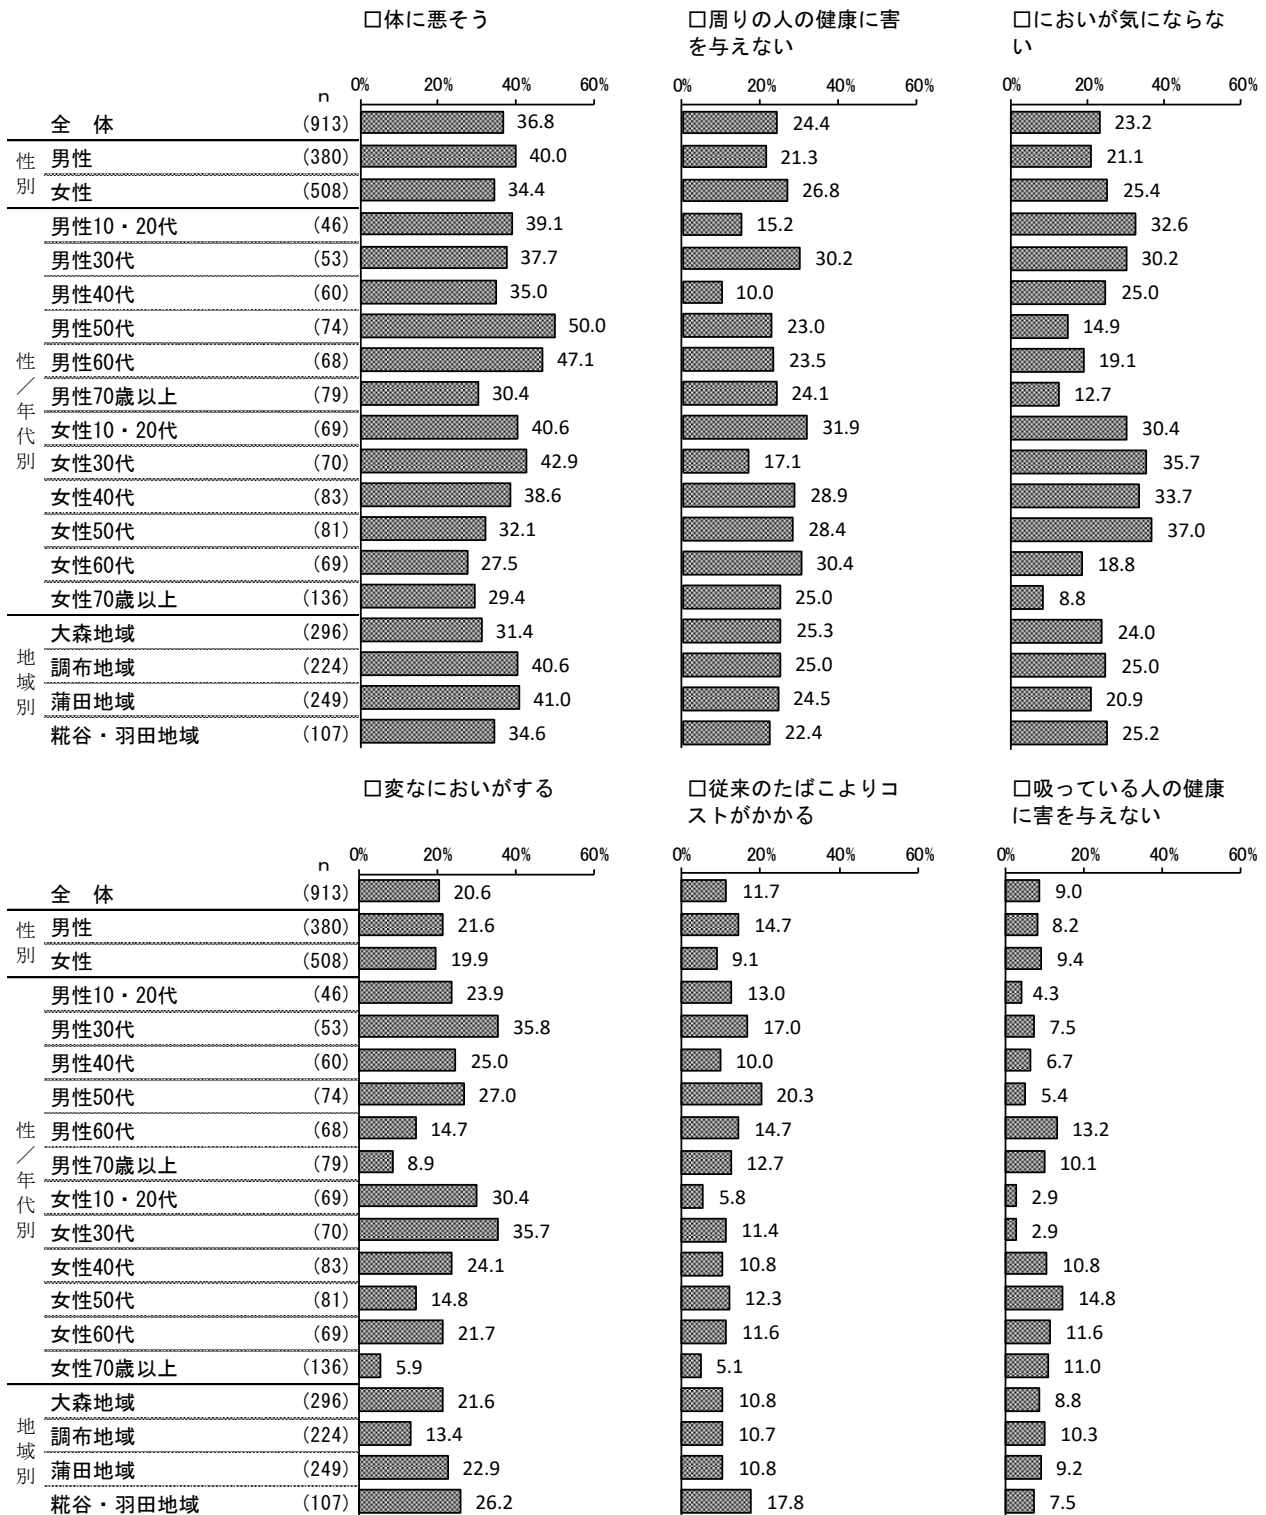 □体に悪そう
□周りの人の健康に害
を与えない
□においが気にならな
い
n
0% 20% 40% 60%
0% 20% 40% 60%
0% 20% 40% 60%
性別
性／年代別
地域別
全 体 (913) 36.8 24.4 23.2
男性 (380) 40.0 21.3 21.1
女性 (508) 34.4 26.8 25.4
男性10・20代 (46) 39.1 15.2 32.6
男性30代 (53) 37.7 30.2 30.2
男性40代 (60) 35.0 10.0 25.0
男性50代 (74) 50.0 23.0 14.9
男性60代 (68) 47.1 23.5 19.1
男性70歳以上 (79) 30.4 24.1 12.7
女性10・20代 (69) 40.6 31.9 30.4
女性30代 (70) 42.9 17.1 35.7
女性40代 (83) 38.6 28.9 33.7
女性50代 (81) 32.1 28.4 37.0
女性60代 (69) 27.5 30.4 18.8
女性70歳以上 (136) 29.4 25.0 8.8
大森地域 (296) 31.4 25.3 24.0
調布地域 (224) 40.6 25.0 25.0
蒲田地域 (249) 41.0 24.5 20.9
糀谷・羽田地域 (107) 34.6 22.4 25.2
□変なにおいがする
□従来のたばこよりコ
ストがかかる
□吸っている人の健康
に害を与えない
n
0% 20% 40% 60%
0% 20% 40% 60%
0% 20% 40% 60%
性別
性／年代別
地域別
全 体 (913) 20.6 11.7 9.0
男性 (380) 21.6 14.7 8.2
女性 (508) 19.9 9.1 9.4
男性10・20代 (46) 23.9 13.0 4.3
男性30代 (53) 35.8 17.0 7.5
男性40代 (60) 25.0 10.0 6.7
男性50代 (74) 27.0 20.3 5.4
男性60代 (68) 14.7 14.7 13.2
男性70歳以上 (79) 8.9 12.7 10.1
女性10・20代 (69) 30.4 5.8 2.9
女性30代 (70) 35.7 11.4 2.9
女性40代 (83) 24.1 10.8 10.8
女性50代 (81) 14.8 12.3 14.8
女性60代 (69) 21.7 11.6 11.6
女性70歳以上 (136) 5.9 5.1 11.0
大森地域 (296) 21.6 10.8 8.8
調布地域 (224) 13.4 10.7 10.3
蒲田地域 (249) 22.9 10.8 9.2
糀谷・羽田地域 (107) 26.2 17.8 7.5